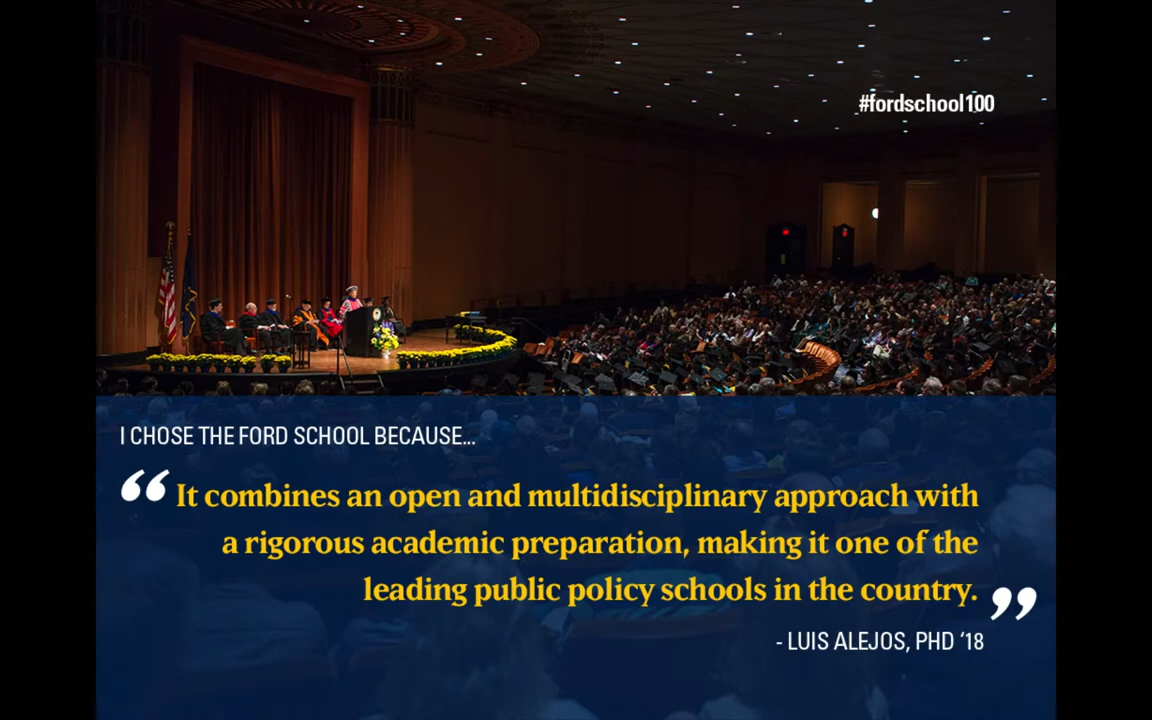 #fordschool100
I CHOSE THE FORD SCHOOL BECAUSE...
“It combines an open and multidisciplinary approach with
a rigorous academic preparation, making it one of the
leading public policy schools in the country.”
- LUIS ALEJOS, PHD ‘18